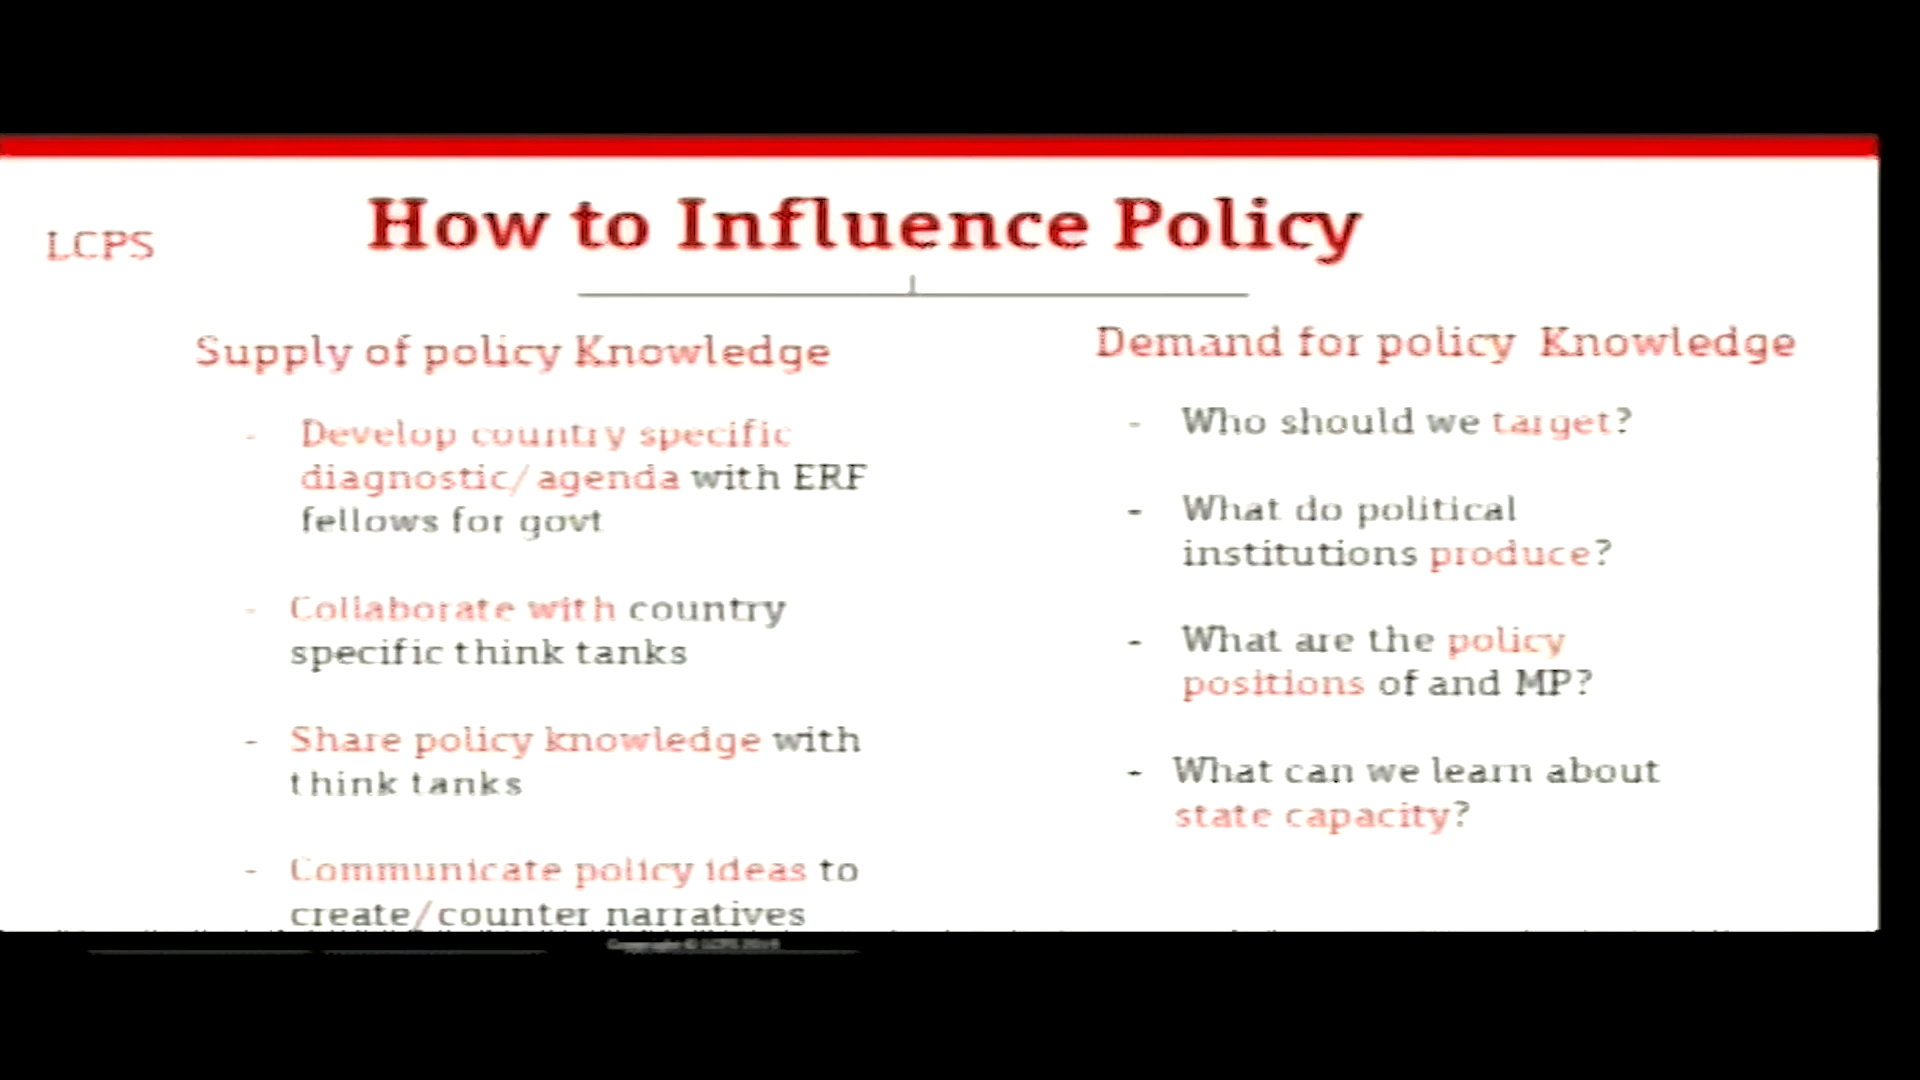 How to Influence Policy
LCPS
Supply of policy Knowledge
- Develop country specific
diagnostic/agenda with ERF
fellows for govt
- Collaborate with country
specific think tanks
- Share policy knowledge with
think tanks
- Communicate policy ideas to
create/counter narratives
Demand for policy Knowledge
- Who should we target?
- What do political
institutions produce?
- What are the policy
positions of and MP?
- What can we learn about
state capacity?